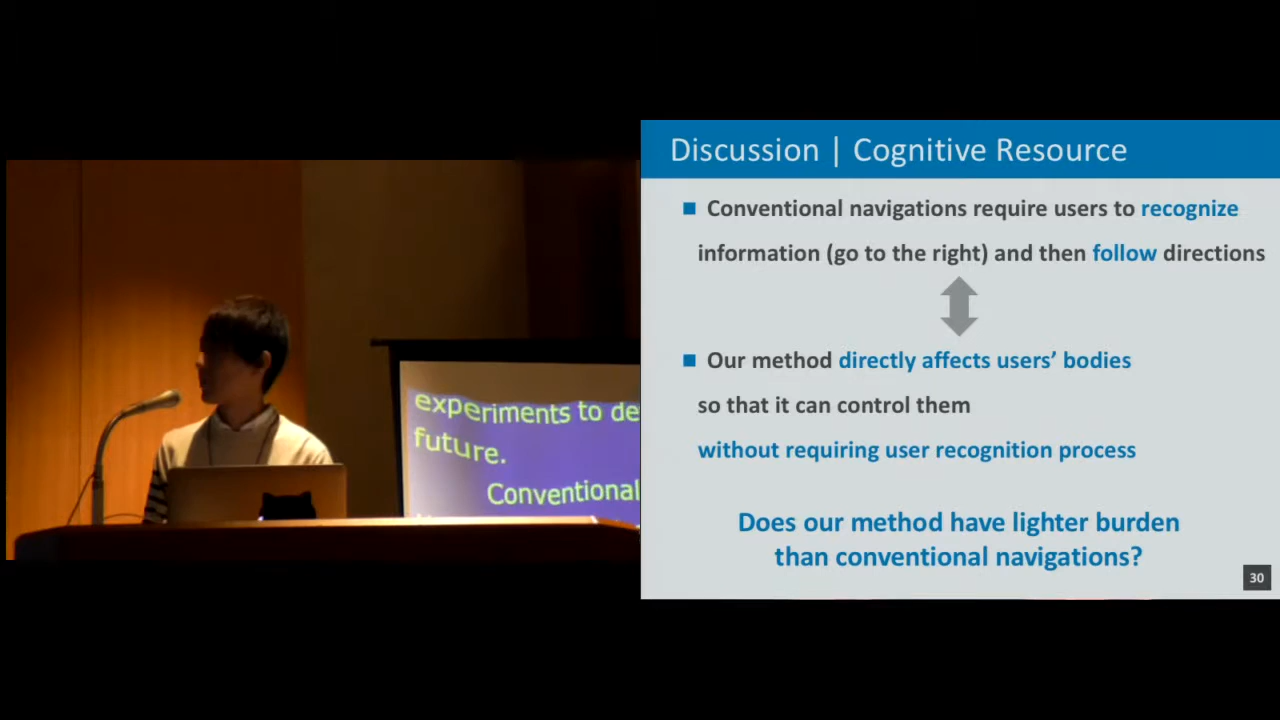 Discussion | Cognitive Resource
■ Conventional navigations require users to recognize
information (go to the right) and then follow directions
■ Our method directly affects users’ bodies
so that it can control them
without requiring user recognition process
Does our method have lighter burden
than conventional navigations?
30
experiments to de
future.
Conventional